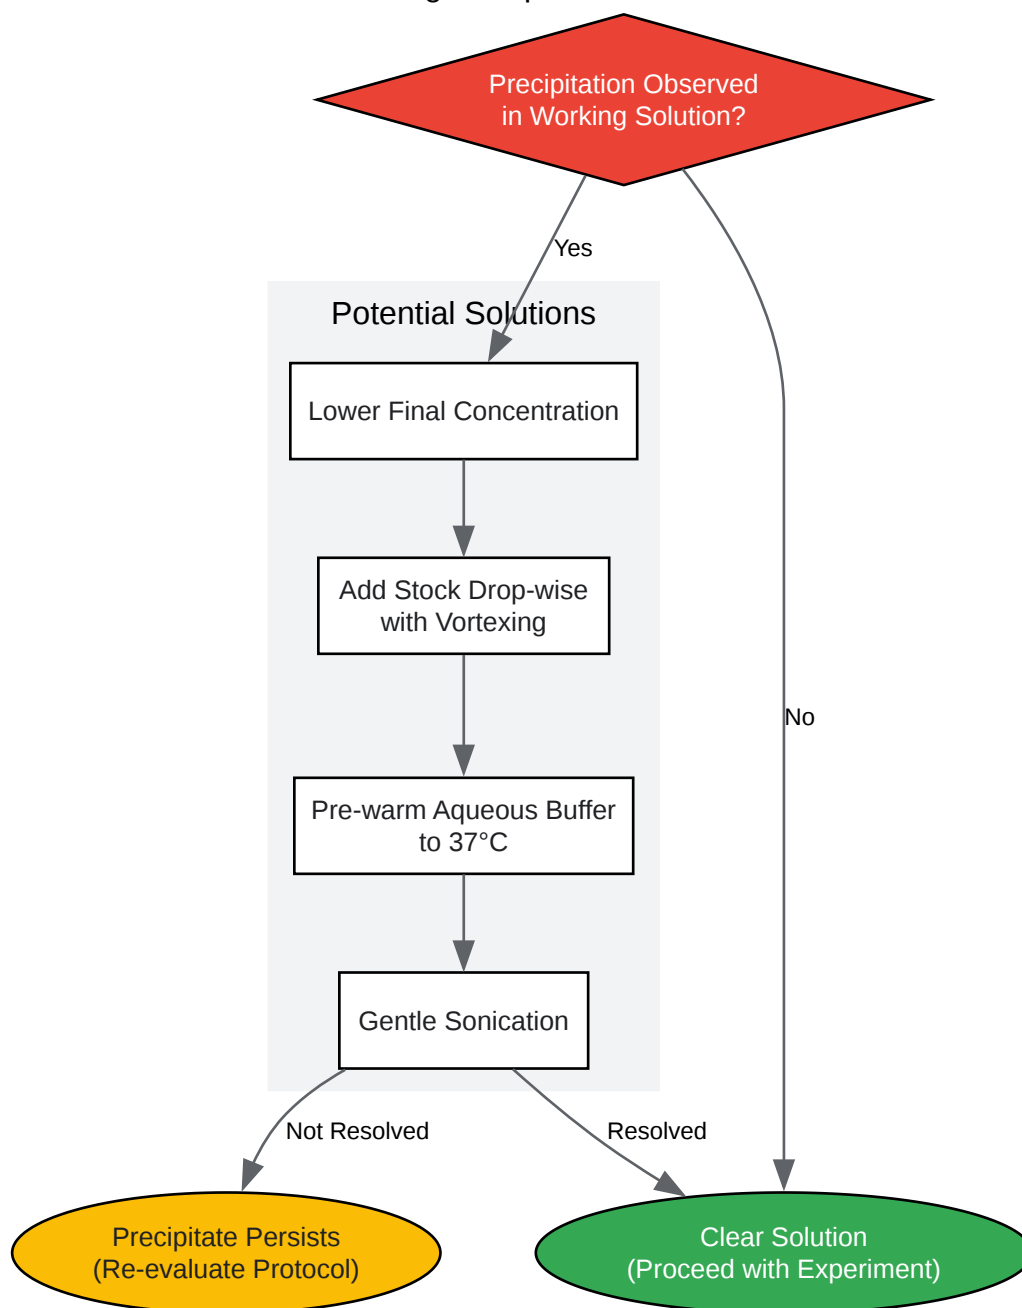 Precipitation Observed
in Working Solution?
Yes
Potential Solutions
Lower Final Concentration
Add Stock Drop-wise
with Vortexing
Pre-warm Aqueous Buffer
to 37°C
No
Gentle Sonication
Not Resolved
Resolved
Precipitate Persists
(Re-evaluate Protocol)
Clear Solution
(Proceed with Experiment)